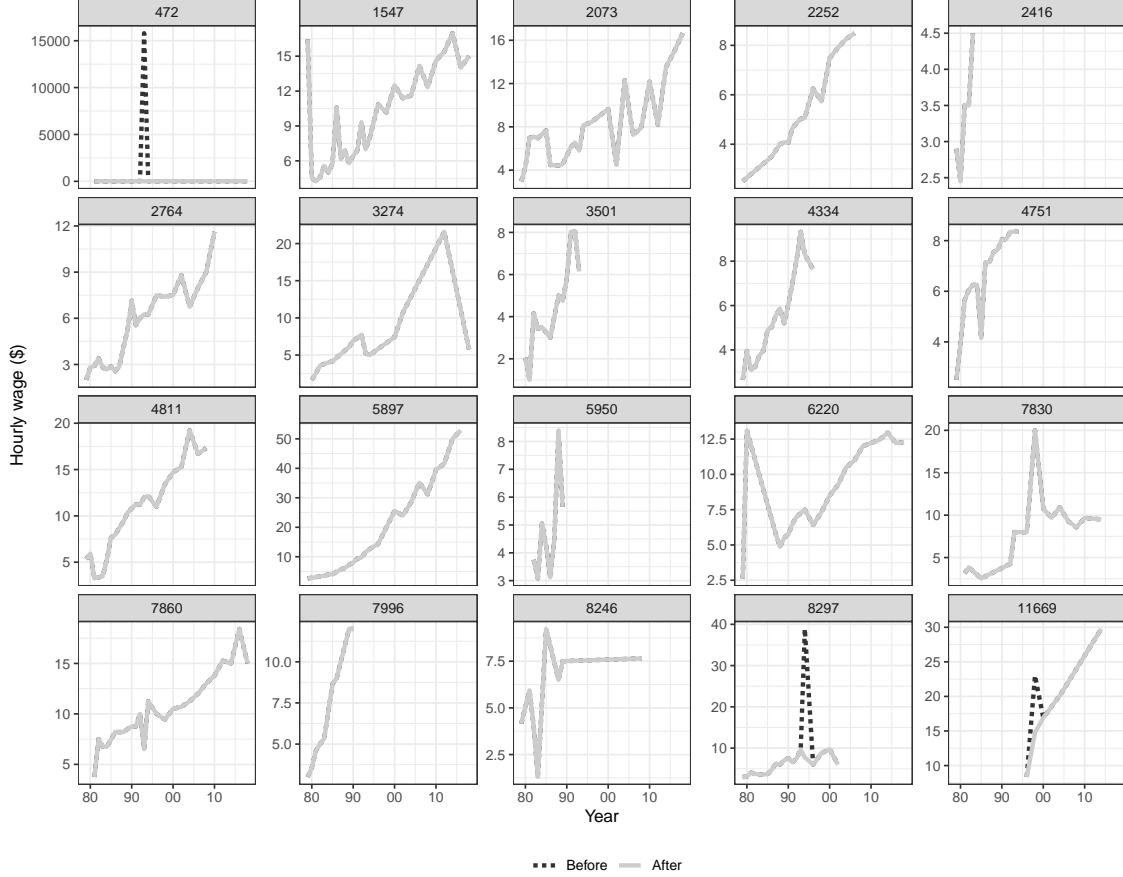 472 1547 2073 2252 2416
15000 10000 5000 0
15 12 9 6
16 12 8 4
8 6 4
4.5 4.0 3.5 3.0 2.5
2764 3274 3501 4334 4751
12 9 6 3
20 15 10 5
8 6 4 2
8 6 4
8 6 4
Hourly wage ($)
4811 5897 5950 6220 7830
20 15 10 5
50 40 30 20 10
8 7 6 5 4 3
12.5 10.0 7.5 5.0 2.5
20 15 10 5
7860 7996 8246 8297 11669
15 10 5
10.0 7.5 5.0
7.5 5.0 2.5
40 30 20 10
30 25 20 15 10
80 90 00 10 80 90 00 10 80 90 00 10 80 90 00 10 80 90 00 10
Year
Before After